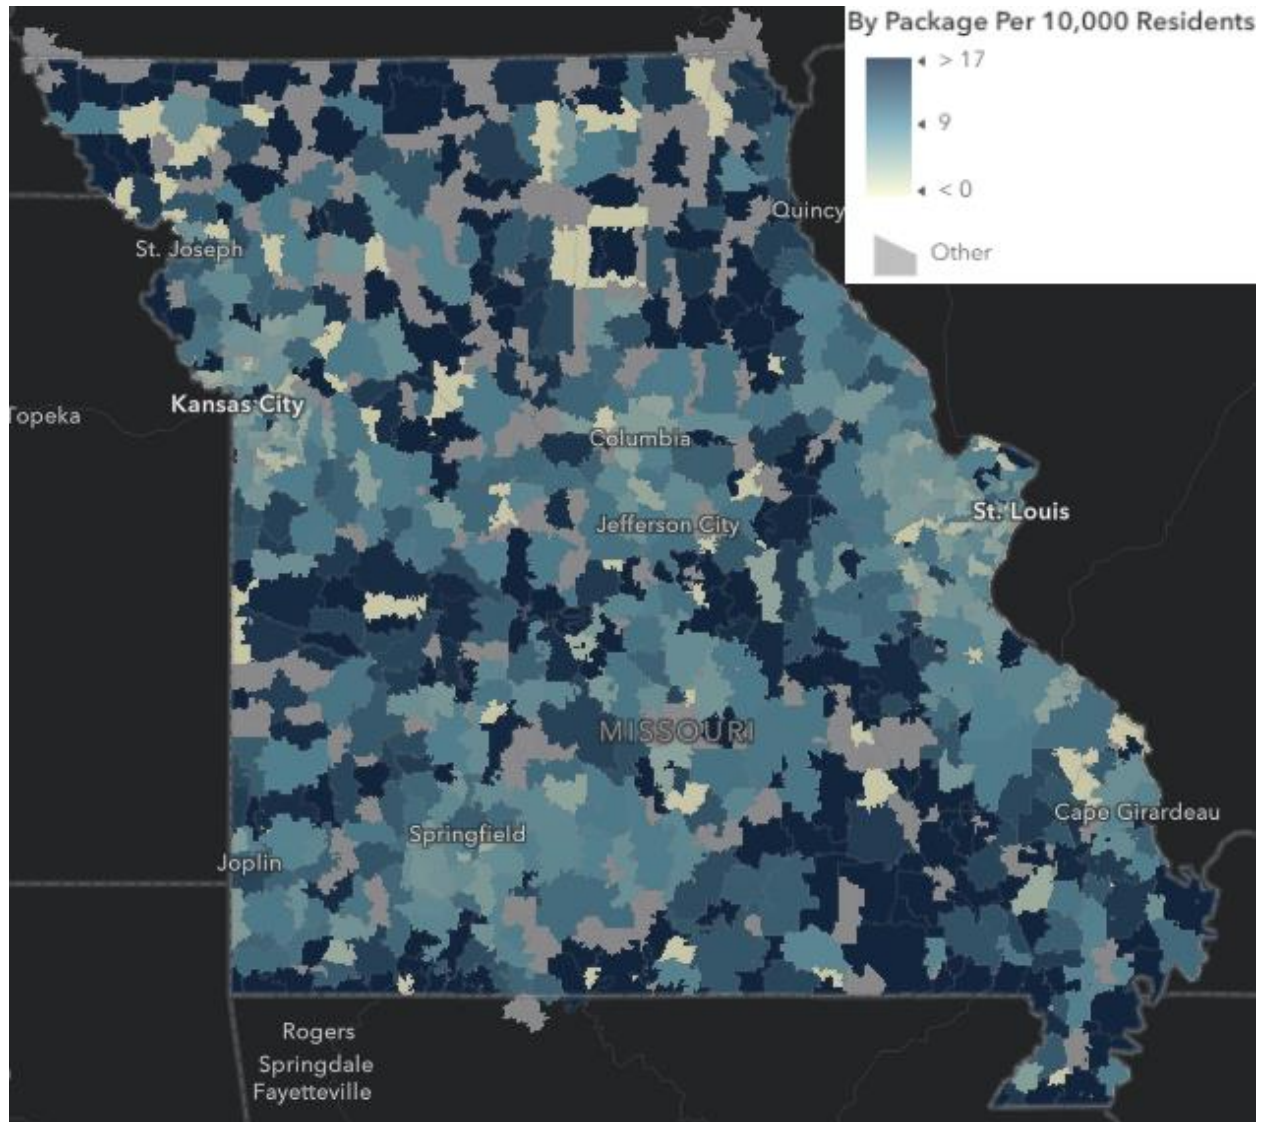 By Package Per 10,000 Residents
> 17
9
< 0
Other
Quincy
St. Joseph
Kansas City
Topeka
Columbia
Jefferson City
St. Louis
MISSOURI
Cape Girardeau
Springfield
Joplin
Rogers
Springdale
Fayetteville